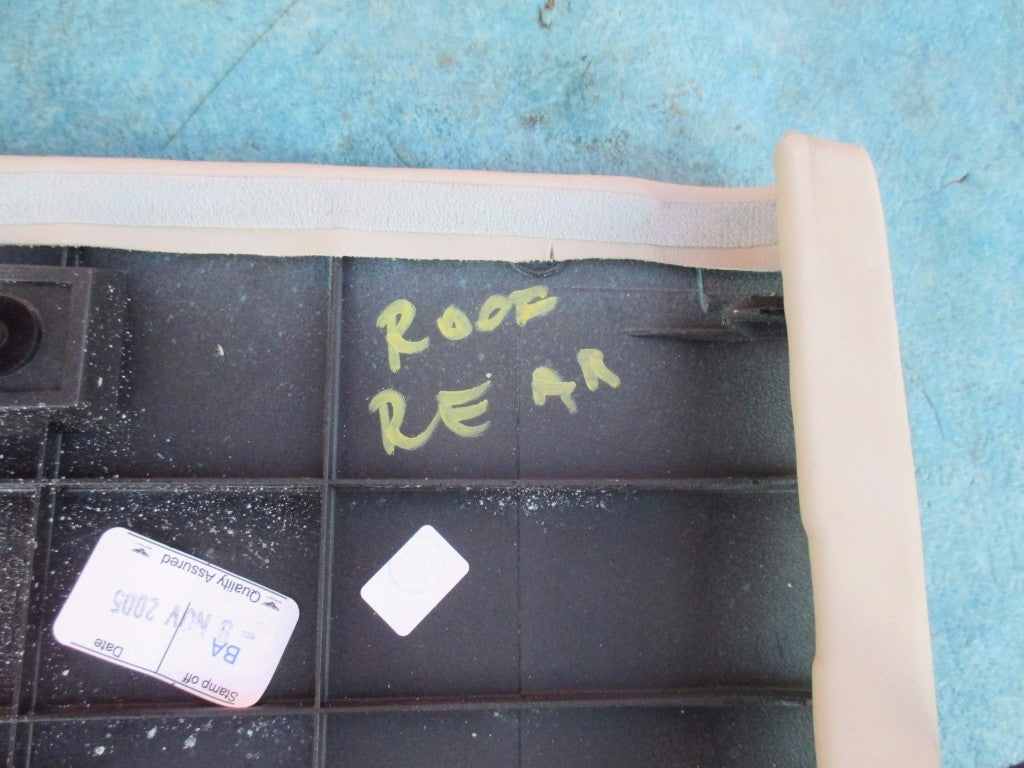 ROOF
REAR
Stamp off
Date
BA
- 9 NOV 2005
Quality Assured